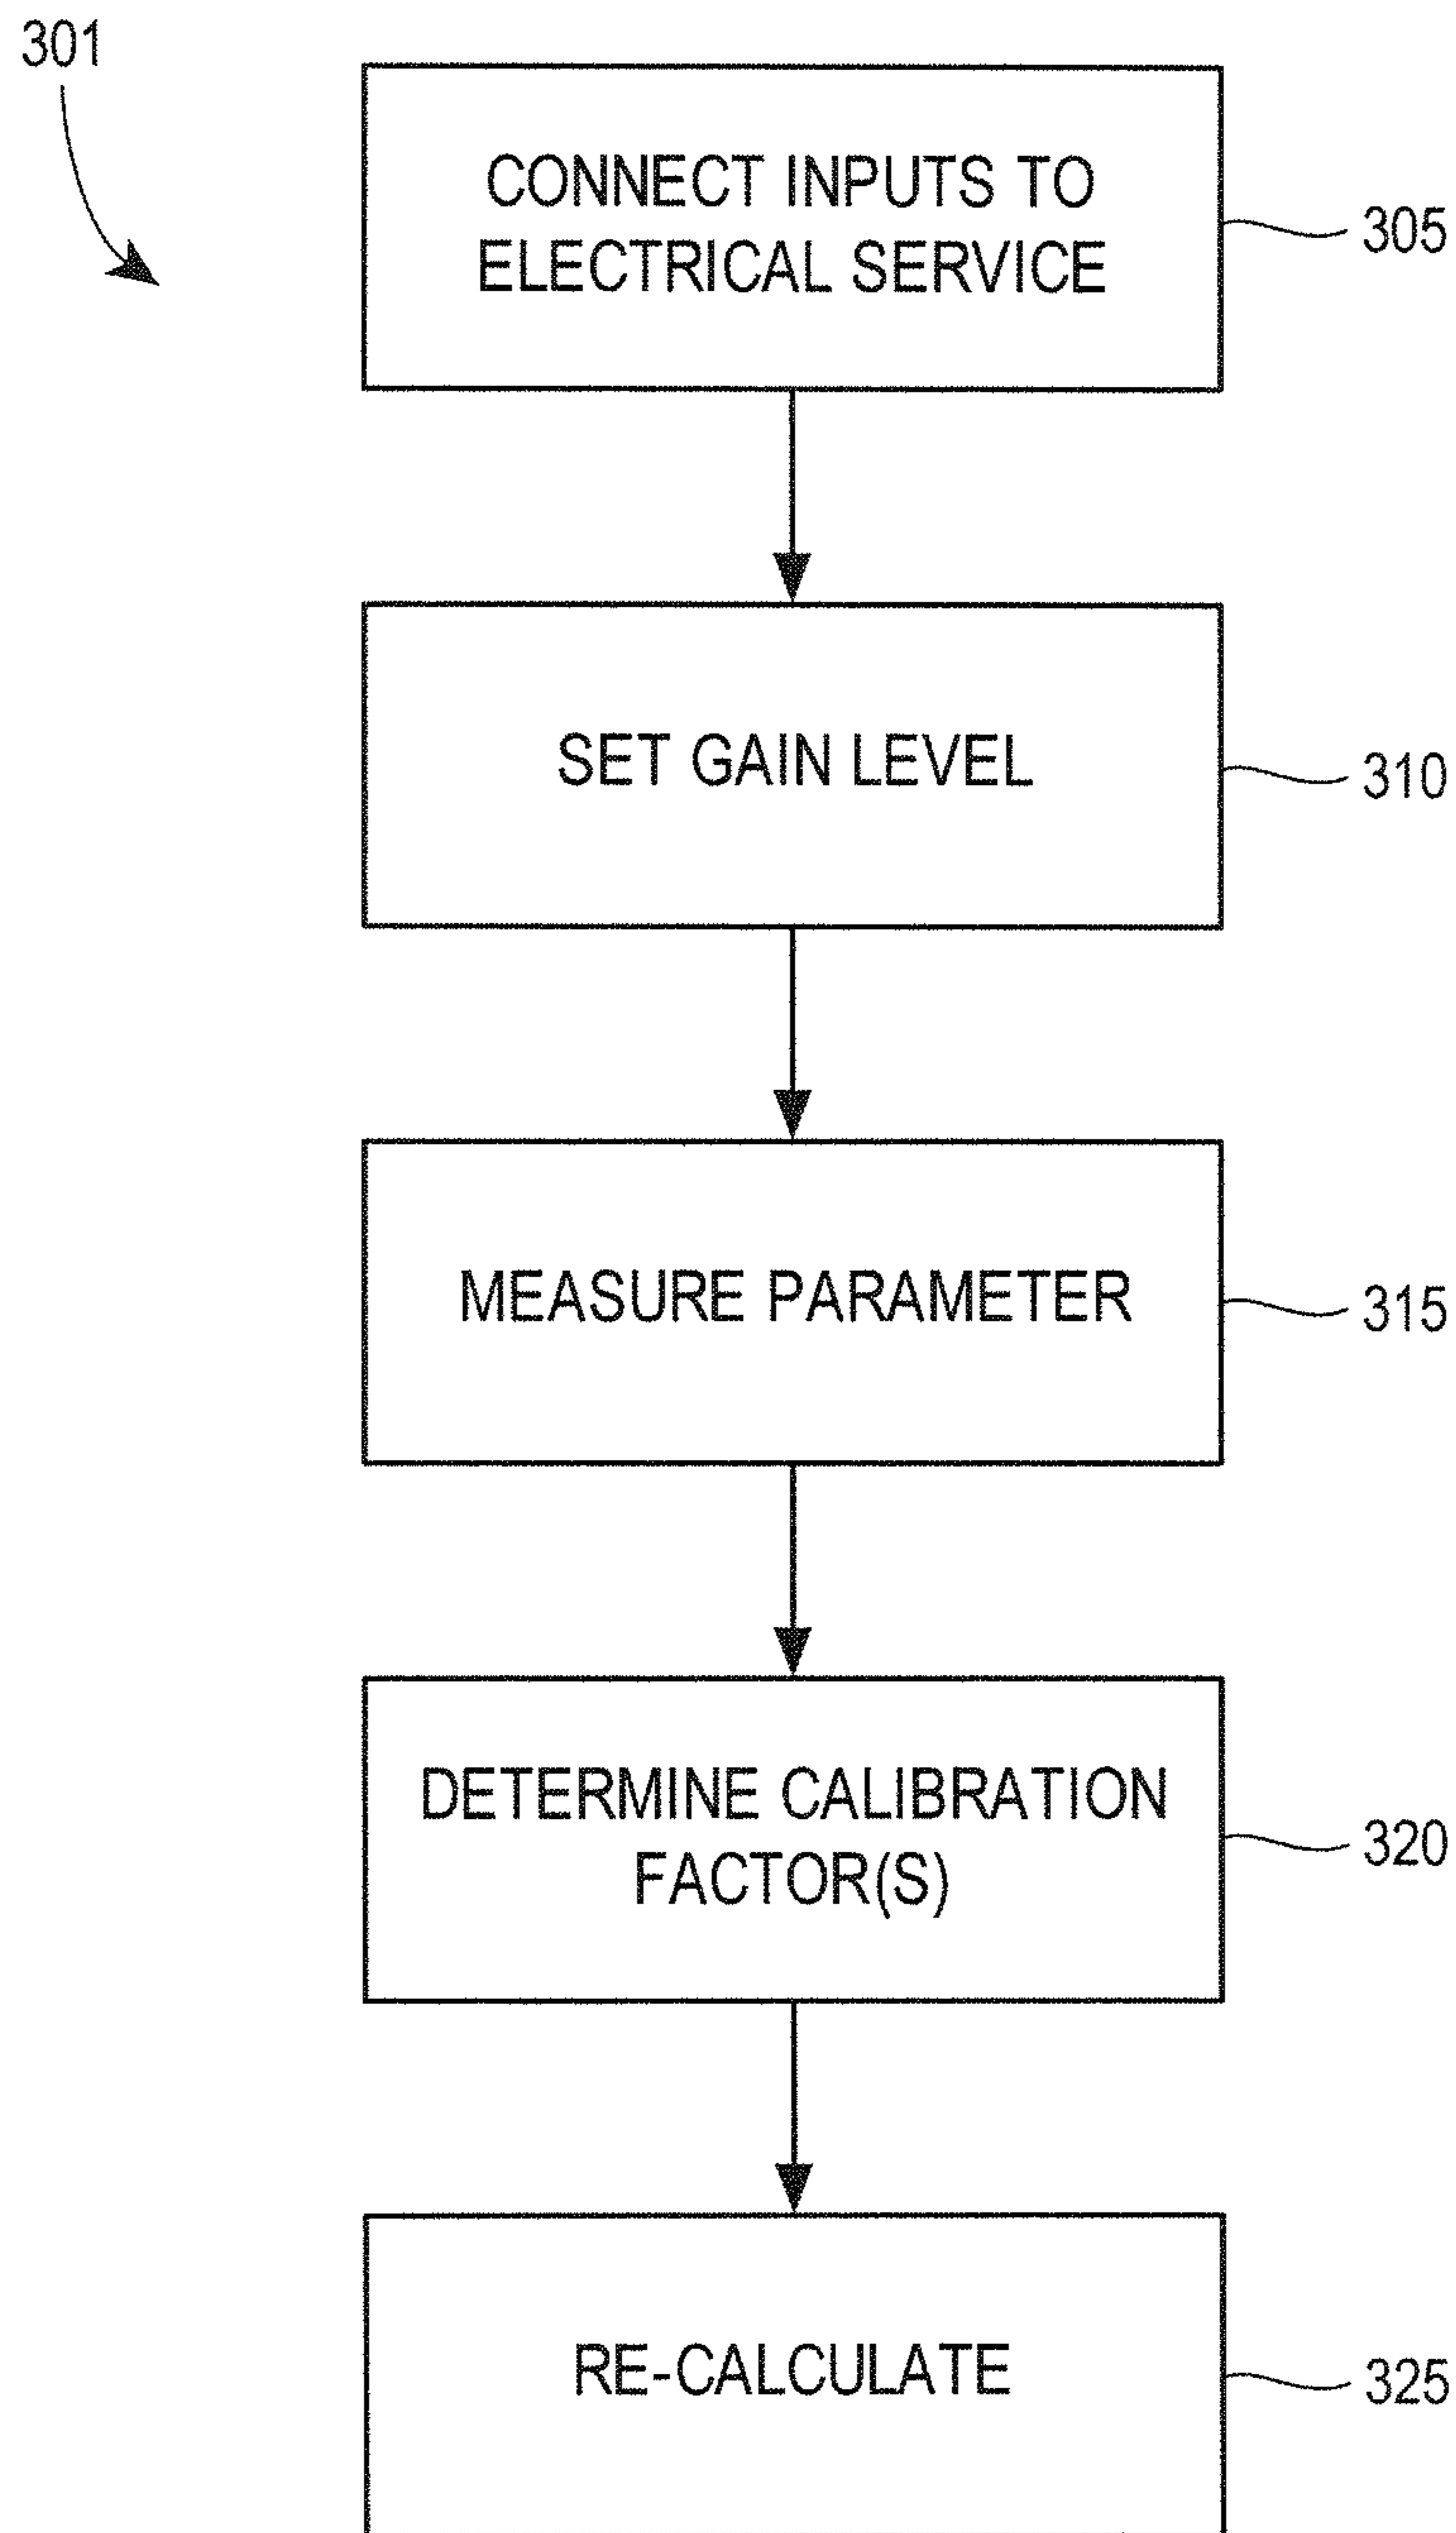 301
CONNECT INPUTS TO
ELECTRICAL SERVICE
305
SET GAIN LEVEL
310
MEASURE PARAMETER
315
DETERMINE CALIBRATION
FACTOR(S)
320
RE-CALCULATE
325